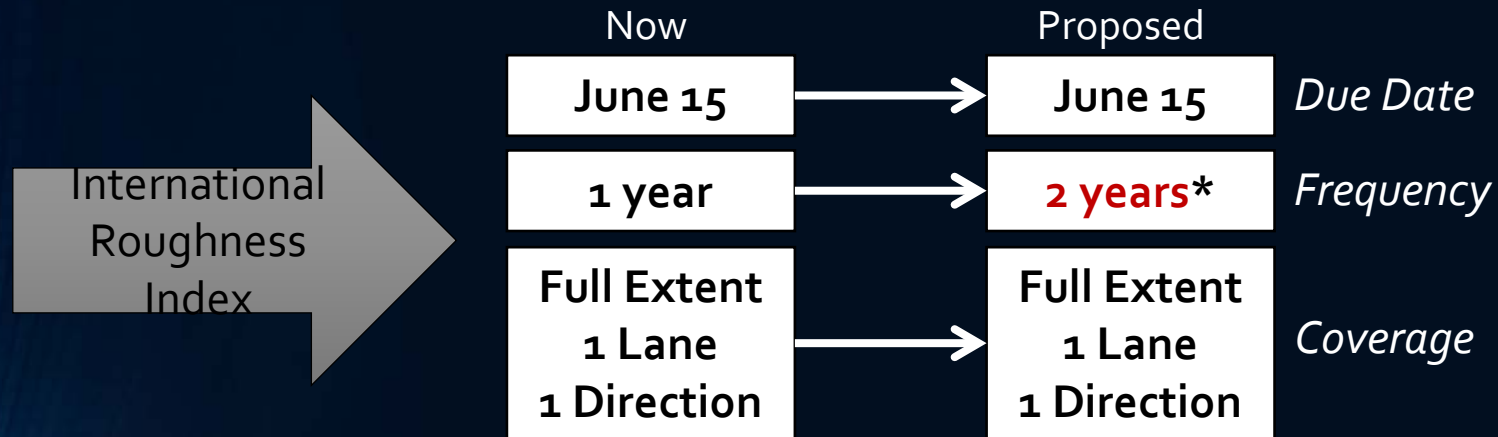 Now
Proposed
International
Roughness
Index
June 15
June 15
Due Date
1 year
2 years*
Frequency
Full Extent
1 Lane
1 Direction
Full Extent
1 Lane
1 Direction
Coverage